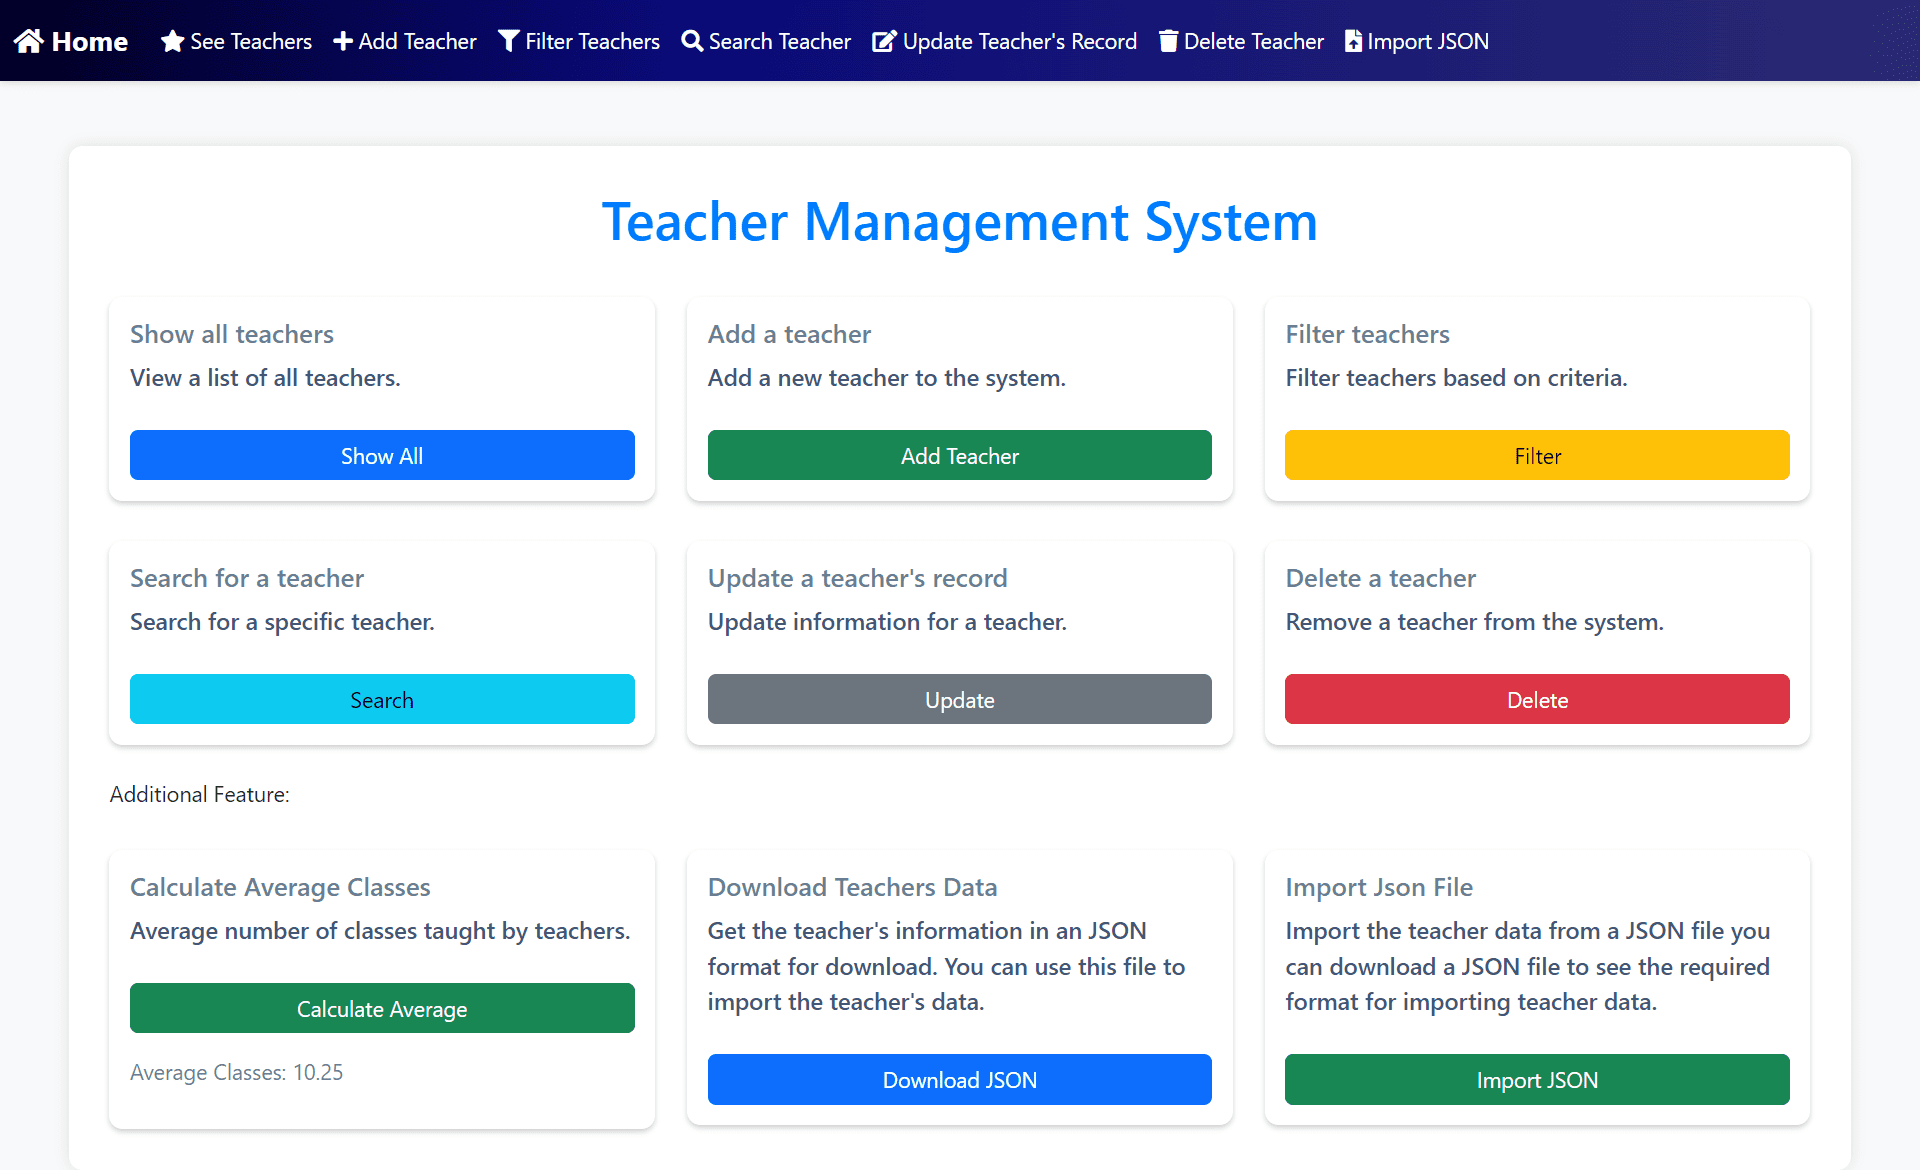 Home See Teachers Add Teacher Filter Teachers Search Teacher Update Teacher's Record Delete Teacher Import JSON
Teacher Management System
Show all teachers
View a list of all teachers.
Show All
Add a teacher
Add a new teacher to the system.
Add Teacher
Filter teachers
Filter teachers based on criteria.
Filter
Search for a teacher
Search for a specific teacher.
Search
Update a teacher's record
Update information for a teacher.
Update
Delete a teacher
Remove a teacher from the system.
Delete
Additional Feature:
Calculate Average Classes
Average number of classes taught by teachers.
Calculate Average
Average Classes: 10.25
Download Teachers Data
Get the teacher's information in an JSON
format for download. You can use this file to
import the teacher's data.
Download JSON
Import Json File
Import the teacher data from a JSON file you
can download a JSON file to see the required
format for importing teacher data.
Import JSON